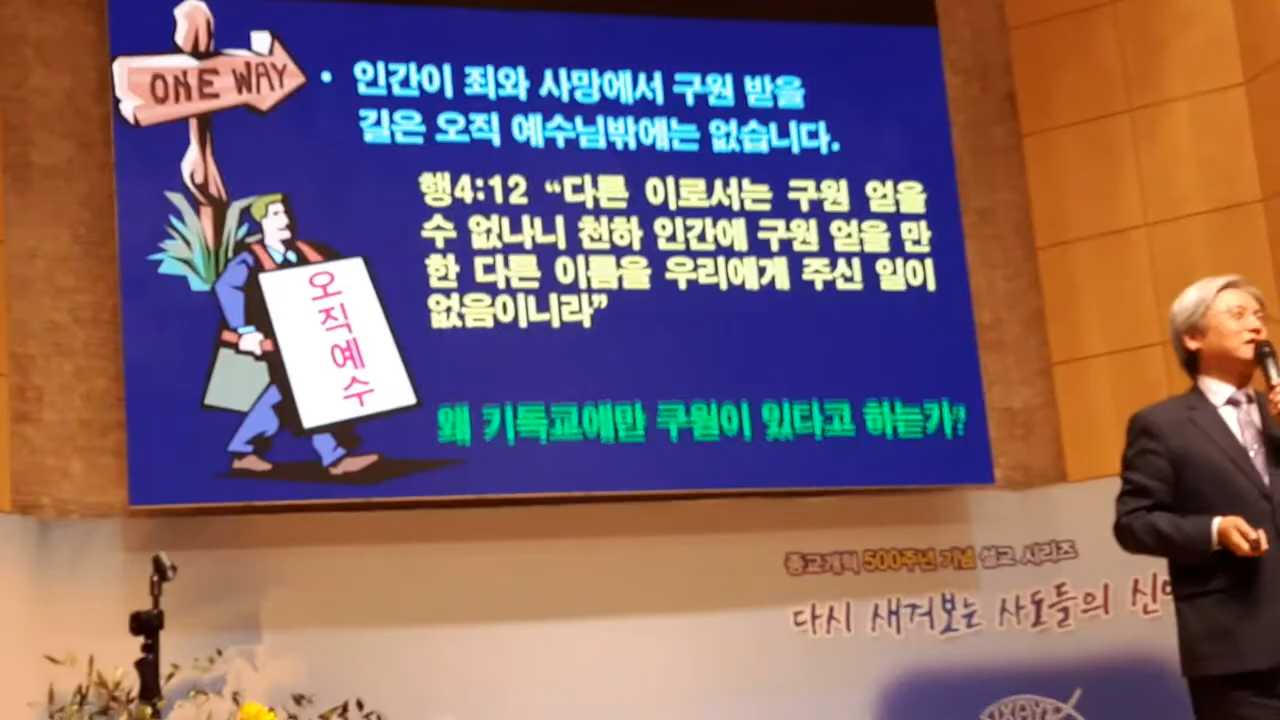 ONE WAY
• 인간이 죄와 사망에서 구원 받을
길은 오직 예수님밖에는 없습니다.
행4:12 “다른 이로서는 구원 얻을
수 없나니 천하 인간에 구원 얻을 만
한 다른 이름을 우리에게 주신 일이
없음이니라”
오직예수
왜 기독교에만 구원이 있다고 하는가?
종교개혁 500주년 기념 설교 시리즈
다시 새겨보는 사도들의 신